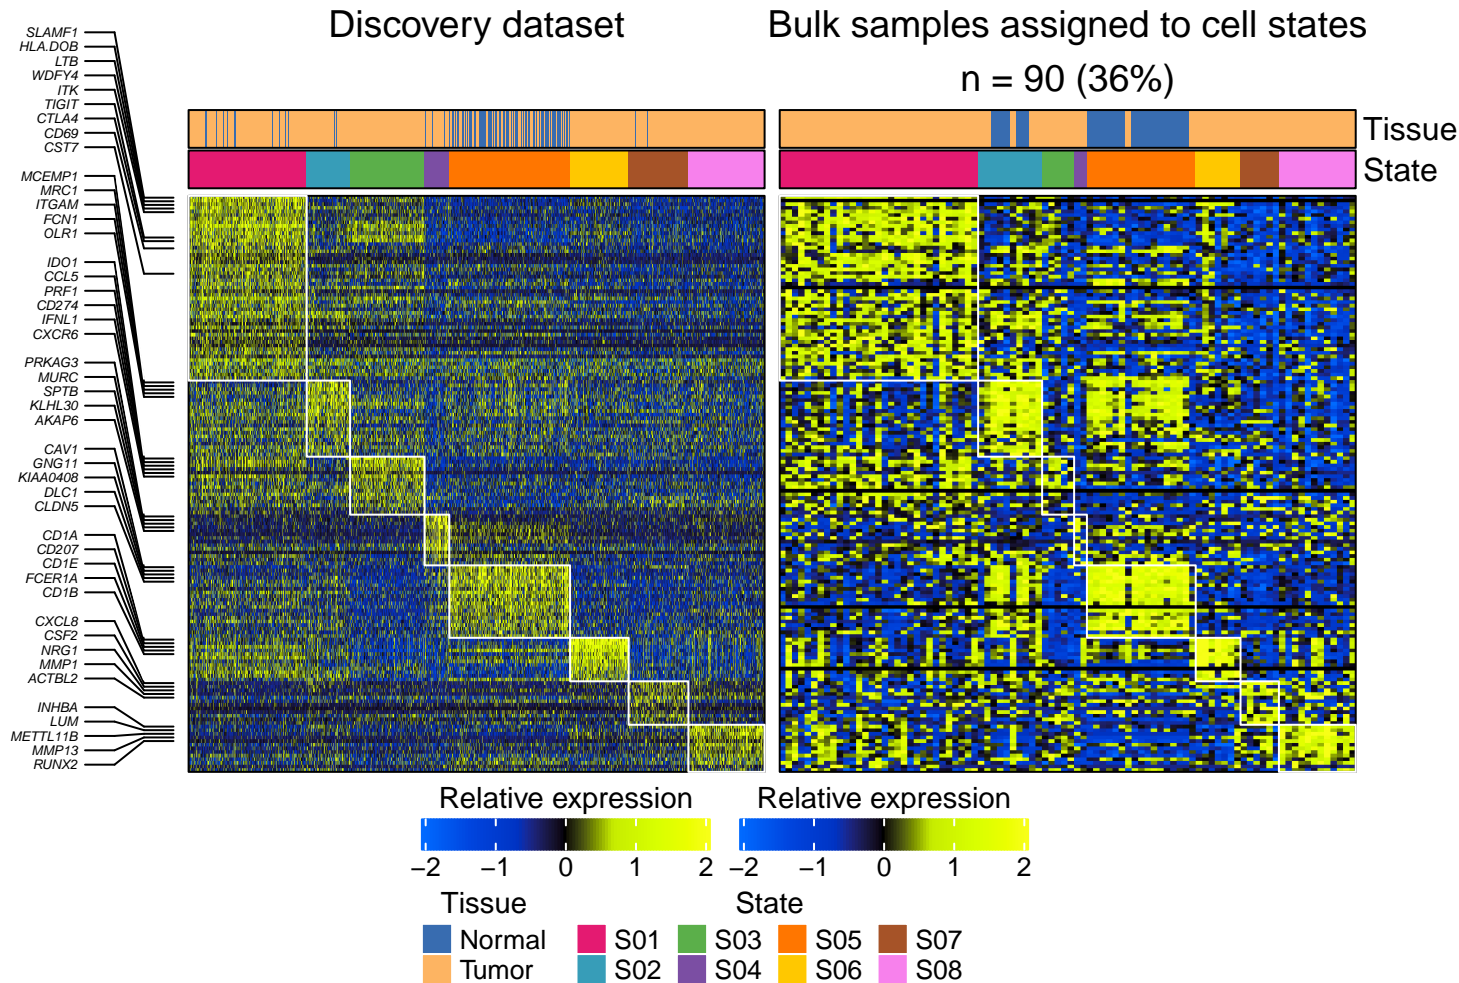 Discovery dataset
Bulk samples assigned to cell states
n = 90 (36%)
SLAMF1
HLA.DOB
LTB
WDFY4
ITK
TIGIT
CTLA4
CD69
CST7
MCEMP1
MRC1
ITGAM
FCN1
OLR1
IDO1
CCL5
PRF1
CD274
IFNL1
CXCR6
PRKAG3
MURC
SPTB
KLHL30
AKAP6
CAV1
GNG11
KIAA0408
DLC1
CLDN5
CD1A
CD207
CD1E
FCER1A
CD1B
CXCL8
CSF2
NRG1
MMP1
ACTBL2
INHBA
LUM
METTL11B
MMP13
RUNX2
Tissue
State
Relative expression
−2 −1 0 1 2
Relative expression
−2 −1 0 1 2
Tissue
Normal
Tumor
State
S01 S03 S05 S07
S02 S04 S06 S08